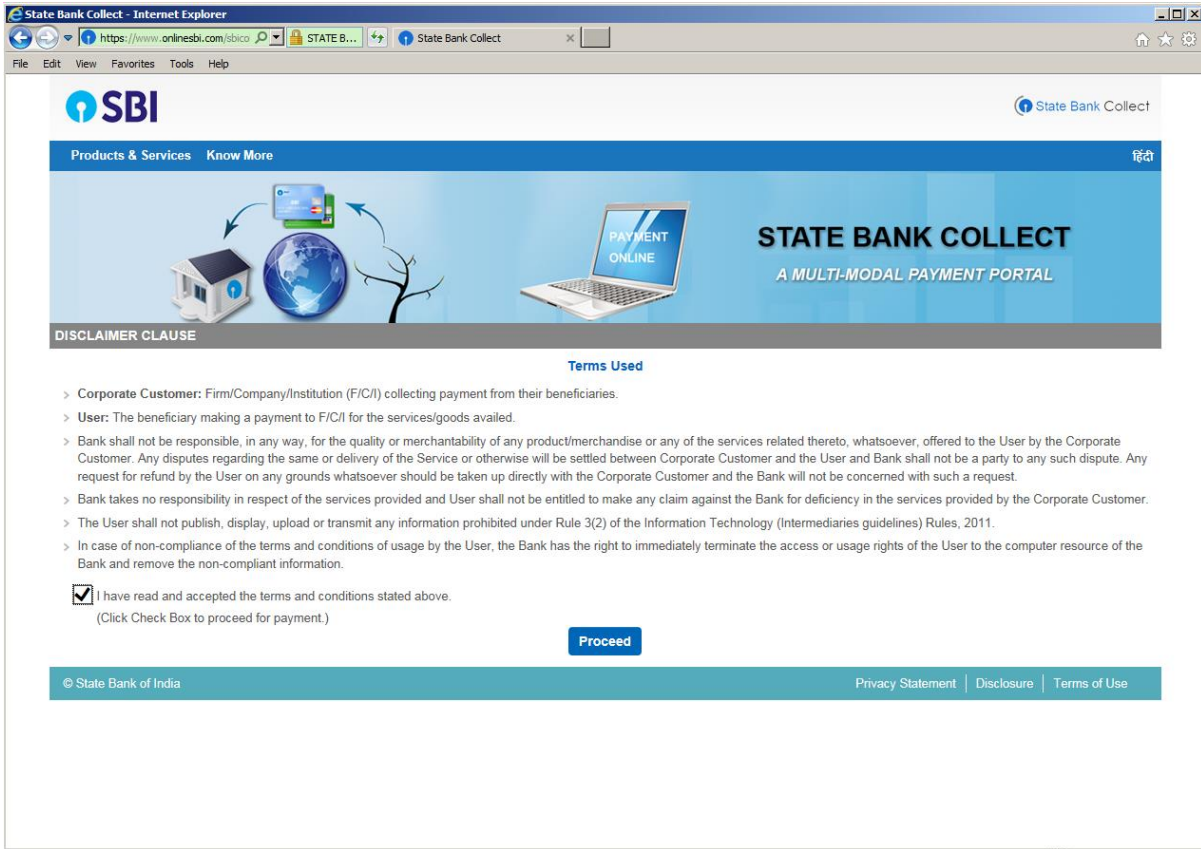 State Bank Collect - Internet Explorer
https://www.onlinesbi.com/sbico
STATE B...
State Bank Collect
File Edit View Favorites Tools Help
SBI
State Bank Collect
Products & Services Know More
हिंदी
PAYMENT
ONLINE
STATE BANK COLLECT
A MULTI-MODAL PAYMENT PORTAL
DISCLAIMER CLAUSE
Terms Used
Corporate Customer: Firm/Company/Institution (F/C/I) collecting payment from their beneficiaries.
User: The beneficiary making a payment to F/C/I for the services/goods availed.
Bank shall not be responsible, in any way, for the quality or merchantability of any product/merchandise or any of the services related thereto, whatsoever, offered to the User by the Corporate
Customer. Any disputes regarding the same or delivery of the Service or otherwise will be settled between Corporate Customer and the User and Bank shall not be a party to any such dispute. Any
request for refund by the User on any grounds whatsoever should be taken up directly with the Corporate Customer and the Bank will not be concerned with such a request.
Bank takes no responsibility in respect of the services provided and User shall not be entitled to make any claim against the Bank for deficiency in the services provided by the Corporate Customer.
The User shall not publish, display, upload or transmit any information prohibited under Rule 3(2) of the Information Technology (Intermediaries guidelines) Rules, 2011.
In case of non-compliance of the terms and conditions of usage by the User, the Bank has the right to immediately terminate the access or usage rights of the User to the computer resource of the
Bank and remove the non-compliant information.
I have read and accepted the terms and conditions stated above.
(Click Check Box to proceed for payment.)
Proceed
© State Bank of India
Privacy Statement | Disclosure | Terms of Use